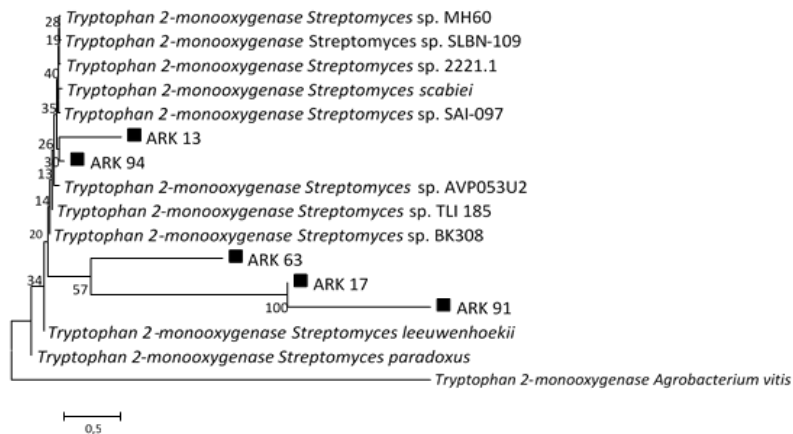 28 Tryptophan 2-monooxygenase Streptomyces sp. MH60
19 Tryptophan 2-monooxygenase Streptomyces sp. SLBN-109
Tryptophan 2-monooxygenase Streptomyces sp. 2221.1
40
Tryptophan 2-monooxygenase Streptomyces scabiei
35 Tryptophan 2-monooxygenase Streptomyces sp. SAI-097
ARK 13
26
30 ARK 94
13
Tryptophan 2-monooxygenase Streptomyces sp. AVP053U2
14
Tryptophan 2-monooxygenase Streptomyces sp. TLI 185
20 Tryptophan 2-monooxygenase Streptomyces sp. BK308
ARK 63
34 57 ARK 17
100 ARK 91
Tryptophan 2-monooxygenase Streptomyces leeuwenhoekii
Tryptophan 2-monooxygenase Streptomyces paradoxus
Tryptophan 2-monooxygenase Agrobacterium vitis
0,5